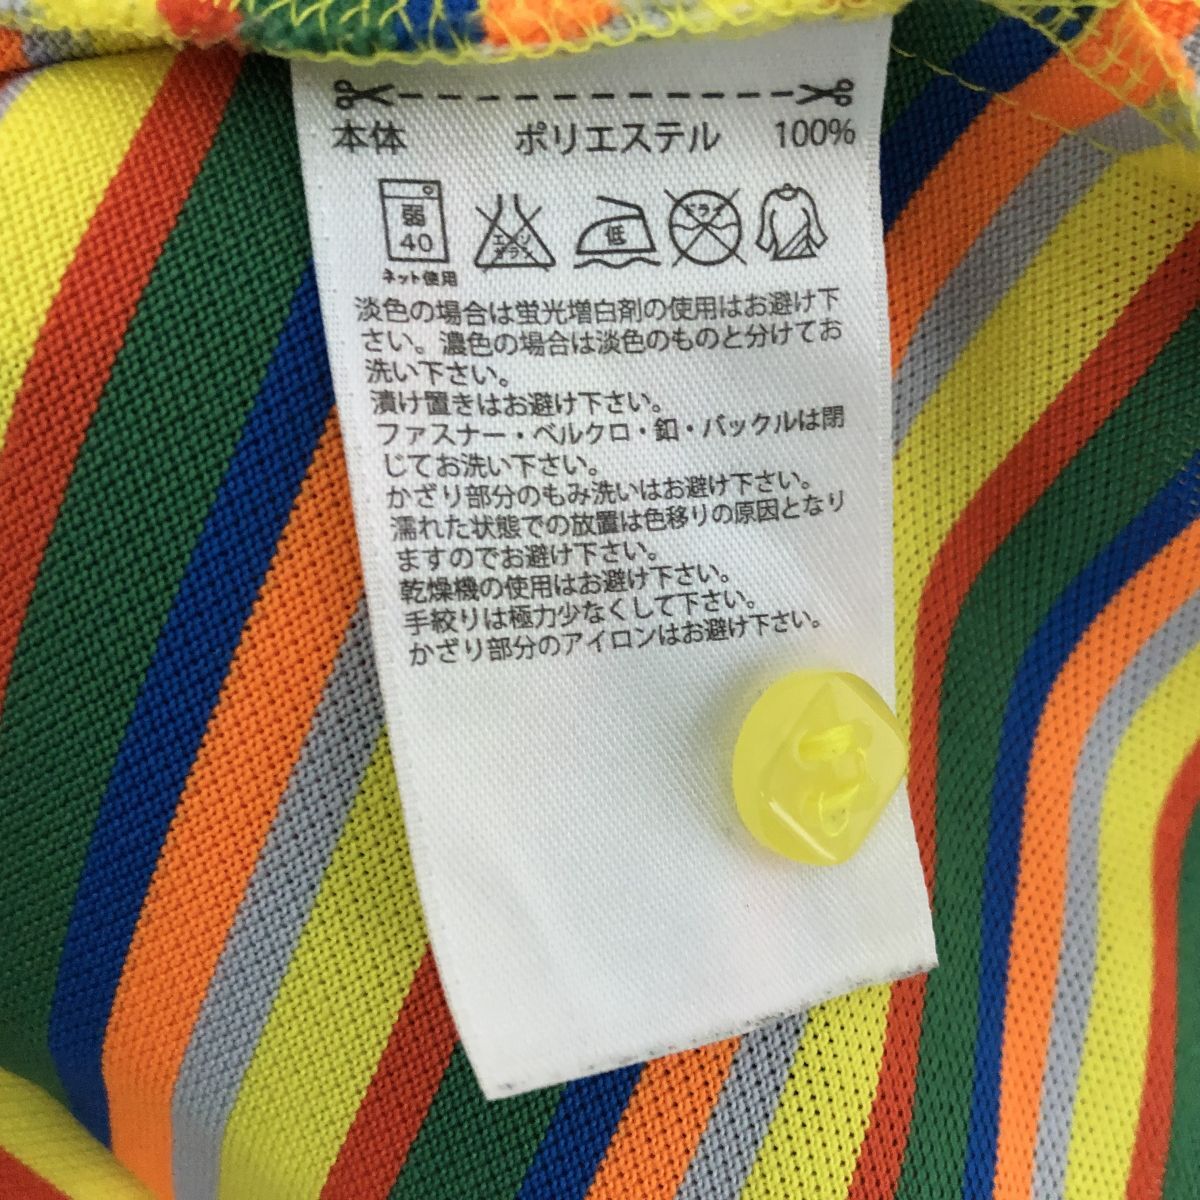 本体 ポリエステル 100%
弱 エンソ 低 ドライ
40 サラシ
ネット使用
淡色の場合は蛍光増白剤の使用はお避け下
さい。濃色の場合は淡色のものと分けてお
洗い下さい。
漬け置きはお避け下さい。
ファスナー・ベルクロ・釦・バックルは閉
じてお洗い下さい。
かざり部分のもみ洗いはお避け下さい。
濡れた状態での放置は色移りの原因となり
ますのでお避け下さい。
乾燥機の使用はお避け下さい。
手絞りは極力少なくして下さい。
かざり部分のアイロンはお避け下さい。